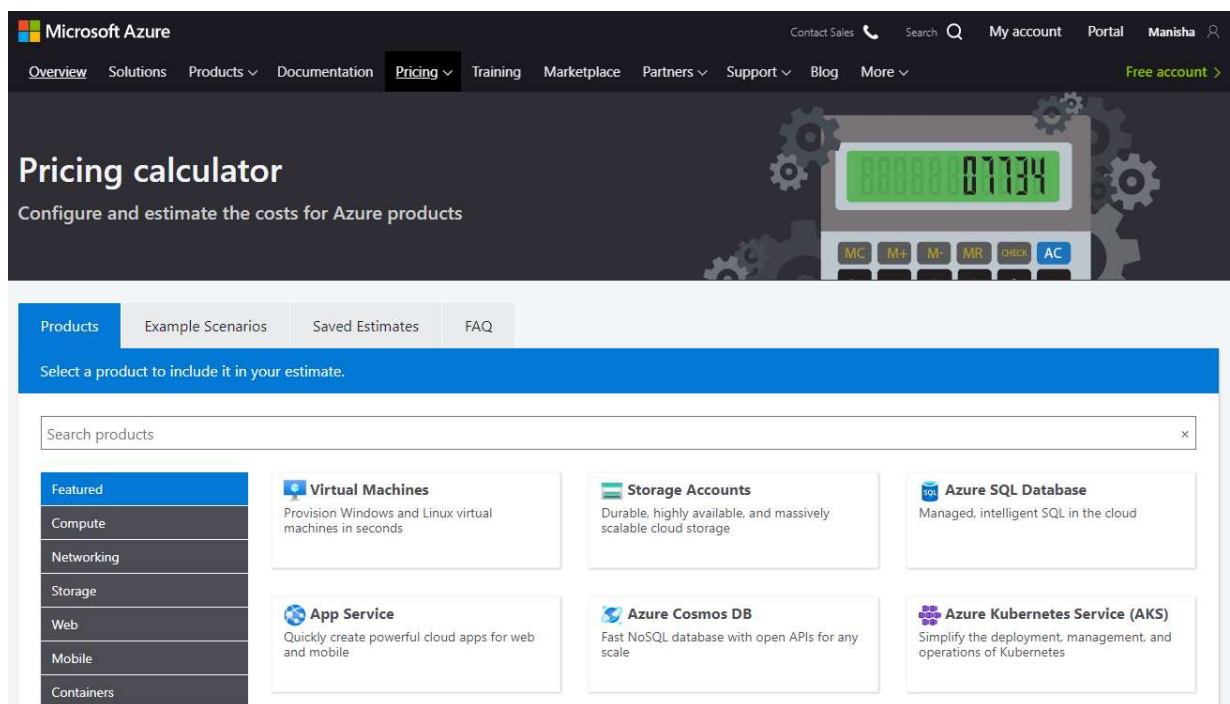 Microsoft Azure
Contact Sales Search My account Portal Manisha
Overview Solutions Products Documentation Pricing Training Marketplace Partners Support Blog More Free account >
Pricing calculator
Configure and estimate the costs for Azure products
07734
MC M+ M- MR CHECK AC
Products Example Scenarios Saved Estimates FAQ
Select a product to include it in your estimate.
Search products ×
Featured
Compute
Networking
Storage
Web
Mobile
Containers
Virtual Machines
Provision Windows and Linux virtual
machines in seconds
Storage Accounts
Durable, highly available, and massively
scalable cloud storage
SQL
Azure SQL Database
Managed, intelligent SQL in the cloud
App Service
Quickly create powerful cloud apps for web
and mobile
Azure Cosmos DB
Fast NoSQL database with open APIs for any
scale
Azure Kubernetes Service (AKS)
Simplify the deployment, management, and
operations of Kubernetes